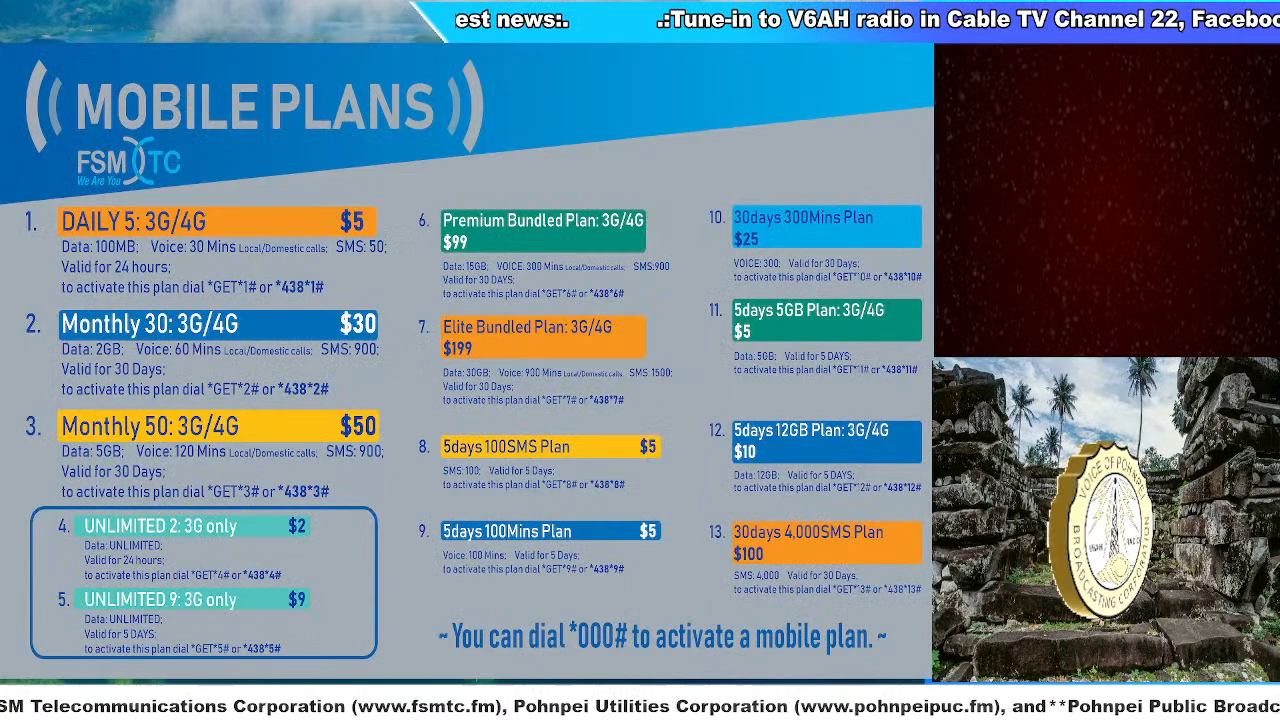 est news:.
.:Tune-in to V6AH radio in Cable TV Channel 22, Faceboo
MOBILE PLANS
FSM TC
We Are You
1. DAILY 5: 3G/4G $5
Data: 100MB; Voice: 30 Mins Local/Domestic calls; SMS: 50;
Valid for 24 hours;
to activate this plan dial *GET*1# or *438*1#
2. Monthly 30: 3G/4G $30
Data: 2GB; Voice: 60 Mins Local/Domestic calls; SMS: 900;
Valid for 30 Days;
to activate this plan dial *GET*2# or *438*2#
3. Monthly 50: 3G/4G $50
Data: 5GB; Voice: 120 Mins Local/Domestic calls; SMS: 900;
Valid for 30 Days;
to activate this plan dial *GET*3# or *438*3#
4. UNLIMITED 2: 3G only $2
Data: UNLIMITED;
Valid for 24 hours;
to activate this plan dial *GET*4# or *438*4#
5. UNLIMITED 9: 3G only $9
Data: UNLIMITED;
Valid for 5 DAYS;
to activate this plan dial *GET*5# or *438*5#
6. Premium Bundled Plan: 3G/4G
$99
Data: 15GB; VOICE: 300 Mins Local/Domestic calls; SMS:900
Valid for 30 DAYS;
to activate this plan dial *GET*6# or *438*6#
7. Elite Bundled Plan: 3G/4G
$199
Data: 30GB; Voice: 900 Mins Local/Domestic calls; SMS: 1500;
Valid for 30 Days;
to activate this plan dial *GET*7# or *438*7#
8. 5days 100SMS Plan $5
SMS: 100; Valid for 5 Days;
to activate this plan dial *GET*8# or *438*8#
9. 5days 100Mins Plan $5
Voice: 100 Mins; Valid for 5 Days;
to activate this plan dial *GET*9# or *438*9#
10. 30days 300Mins Plan
$25
VOICE: 300; Valid for 30 Days;
to activate this plan dial *GET*10# or *438*10#
11. 5days 5GB Plan: 3G/4G
$5
Data: 5GB; Valid for 5 DAYS;
to activate this plan dial *GET*11# or *438*11#
12. 5days 12GB Plan: 3G/4G
$10
Data: 12GB; Valid for 5 DAYS;
to activate this plan dial *GET*12# or *438*12#
13. 30days 4,000SMS Plan
$100
SMS: 4,000 Valid for 30 Days;
to activate this plan dial *GET*13# or *438*13#
~ You can dial *000# to activate a mobile plan. ~
VOICE OF POHNPEI
V6AH
BROADCASTING CORPORATION
SM Telecommunications Corporation (www.fsmtc.fm), Pohnpei Utilities Corporation (www.pohnpeipuc.fm), and**Pohnpei Public Broadc